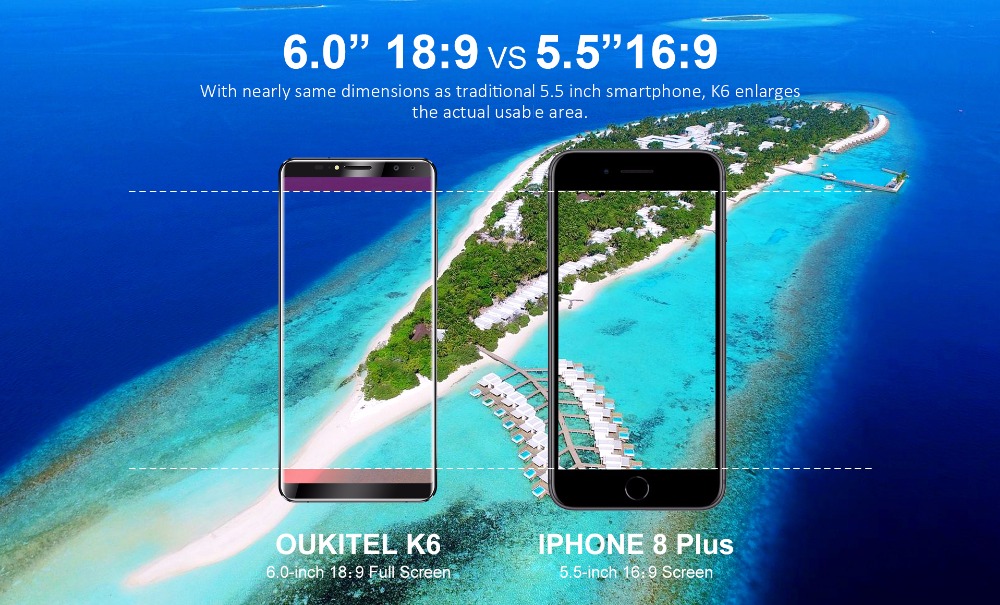 6.0” 18:9 VS 5.5”16:9
With nearly same dimensions as traditional 5.5 inch smartphone, K6 enlarges
the actual usab e area.
OUKITEL K6
IPHONE 8 Plus
6.0-inch 18:9 Full Screen
5.5-inch 16:9 Screen